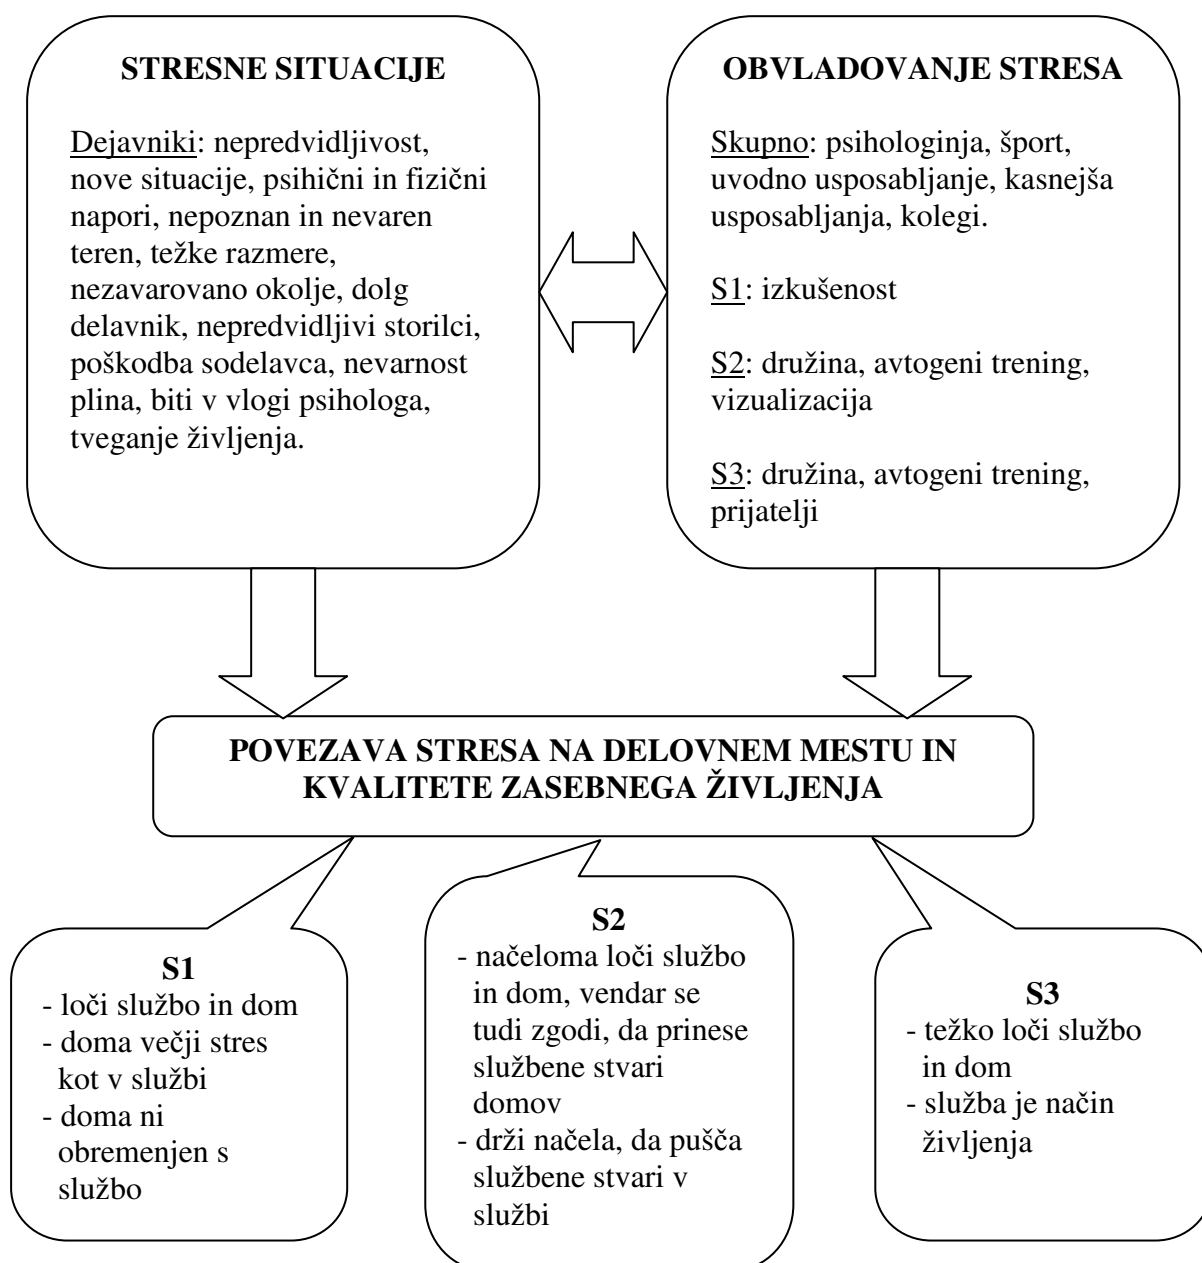 STRESNE SITUACIJE
Dejavniki: nepredvidljivost,
nove situacije, psihični in fizični
napori, nepoznan in nevaren
teren, težke razmere,
nezavarovano okolje, dolg
delavnik, nepredvidljivi storilci,
poškodba sodelavca, nevarnost
plina, biti v vlogi psihologa,
tveganje življenja.
OBVLADOVANJE STRESA
Skupno: psihologinja, šport,
uvodno usposabljanje, kasnejša
usposabljanja, kolegi.
S1: izkušenost
S2: družina, avtogeni trening,
vizualizacija
S3: družina, avtogeni trening,
prijatelji
POVEZAVA STRESA NA DELOVNEM MESTU IN
KVALITETE ZASEBNEGA ŽIVLJENJA
S1
- loči službo in dom
- doma večji stres
kot v službi
- doma ni
obremenjen s
službo
S2
- načeloma loči službo
in dom, vendar se
tudi zgodi, da prinese
službene stvari
domov
- drži načela, da pušča
službene stvari v
službi
S3
- težko loči službo
in dom
- služba je način
življenja